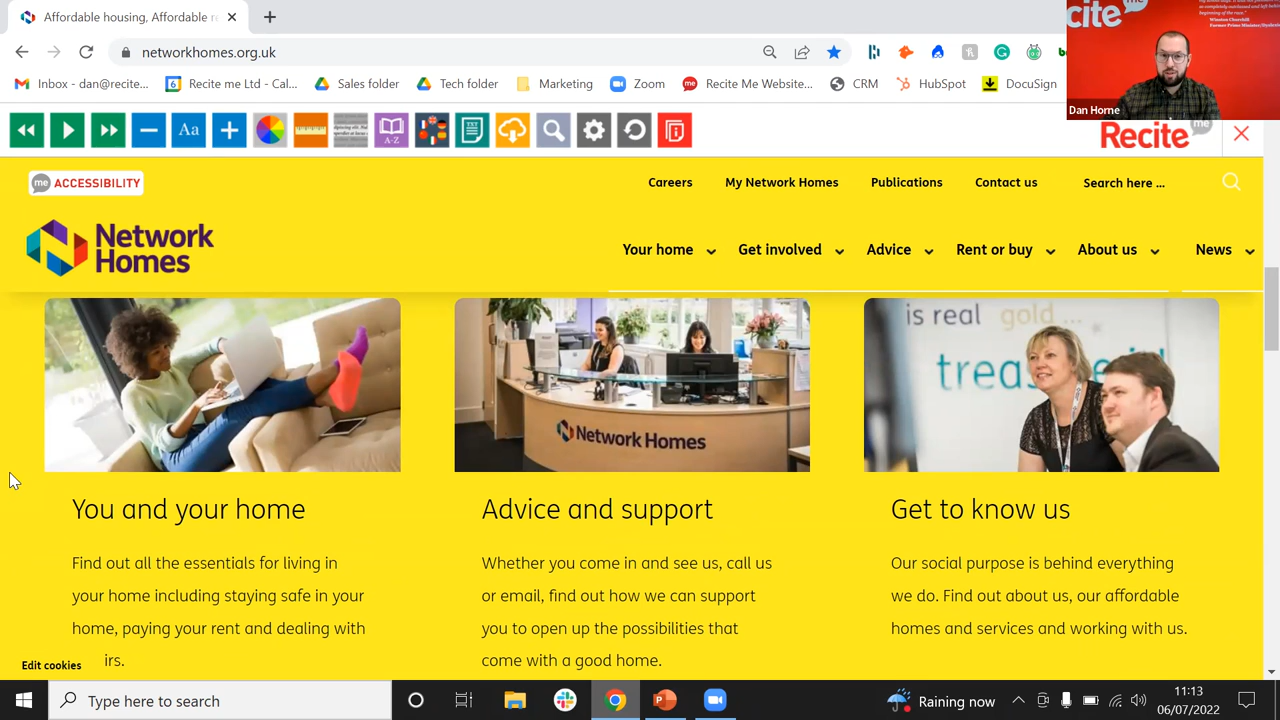 Affordable housing, Affordable re
networkhomes.org.uk
Inbox - dan@recite...
Recite me Ltd - Cal...
Sales folder
Tech folder
Marketing
Zoom
Recite Me Website...
CRM
HubSpot
DocuSign
cite me
Winston Churchill
Dan Horne
Aa
A-Z
Recite me
me ACCESSIBILITY
Careers
My Network Homes
Publications
Contact us
Search here ...
Network
Homes
Your home
Get involved
Advice
Rent or buy
About us
News
Network Homes
is real gold ...
You and your home
Find out all the essentials for living in
your home including staying safe in your
home, paying your rent and dealing with
irs.
Advice and support
Whether you come in and see us, call us
or email, find out how we can support
you to open up the possibilities that
come with a good home.
Get to know us
Our social purpose is behind everything
we do. Find out about us, our affordable
homes and services and working with us.
Edit cookies
Type here to search
Raining now
11:13
06/07/2022